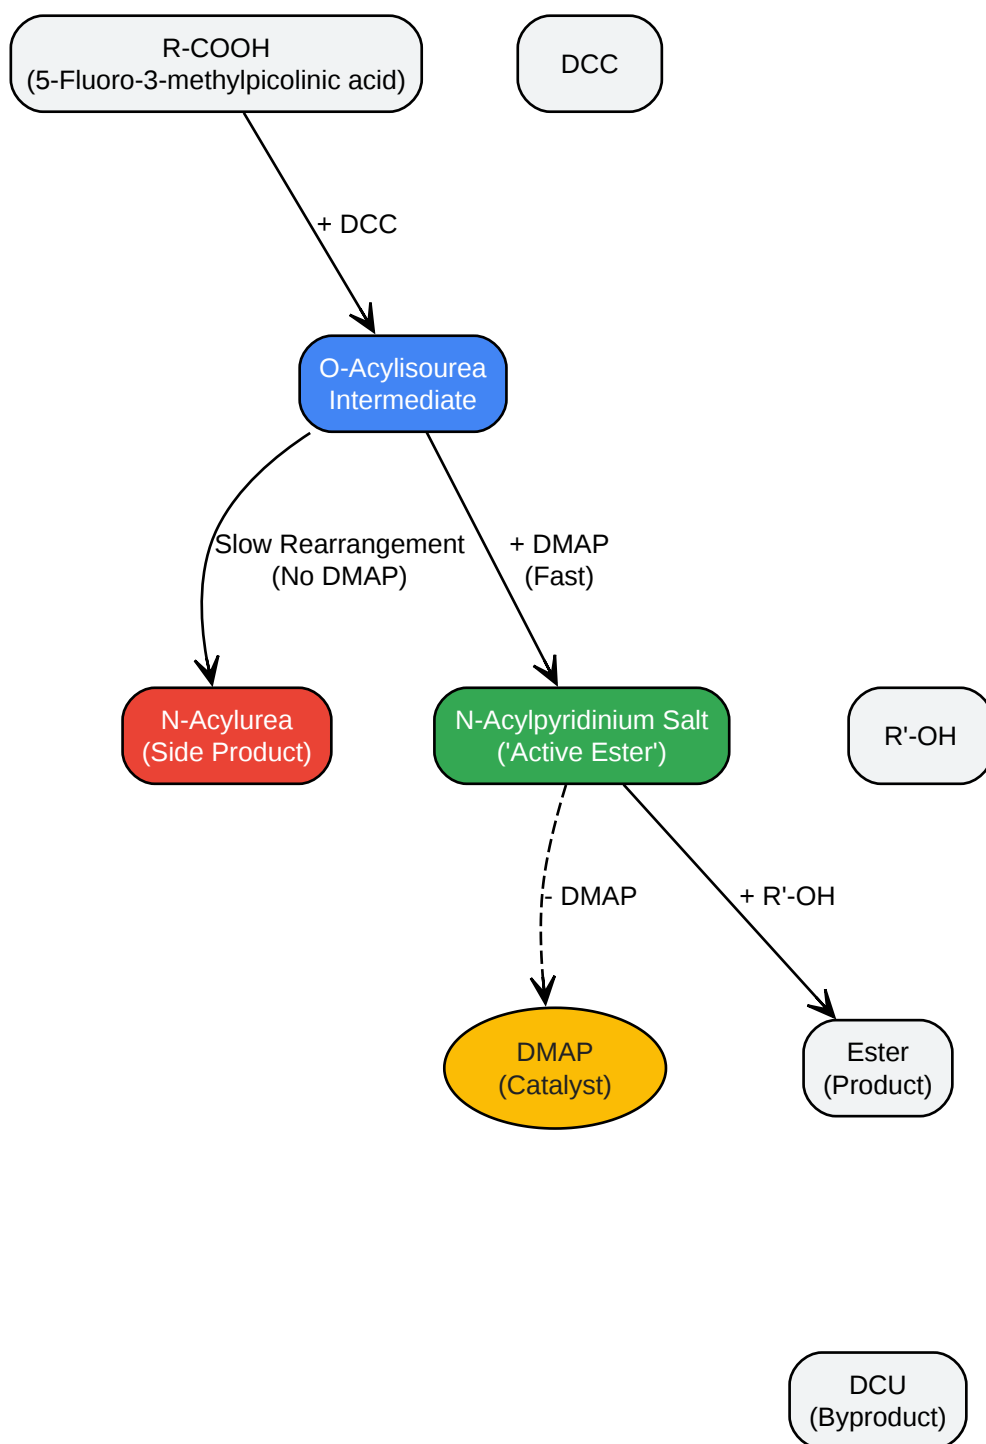 R-COOH
(5-Fluoro-3-methylpicolinic acid)
DCC
+ DCC
O-Acylisourea
Intermediate
Slow Rearrangement
(No DMAP)
+ DMAP
(Fast)
N-Acylurea
(Side Product)
N-Acylpyridinium Salt
('Active Ester')
R'-OH
- DMAP
+ R'-OH
DMAP
(Catalyst)
Ester
(Product)
DCU
(Byproduct)